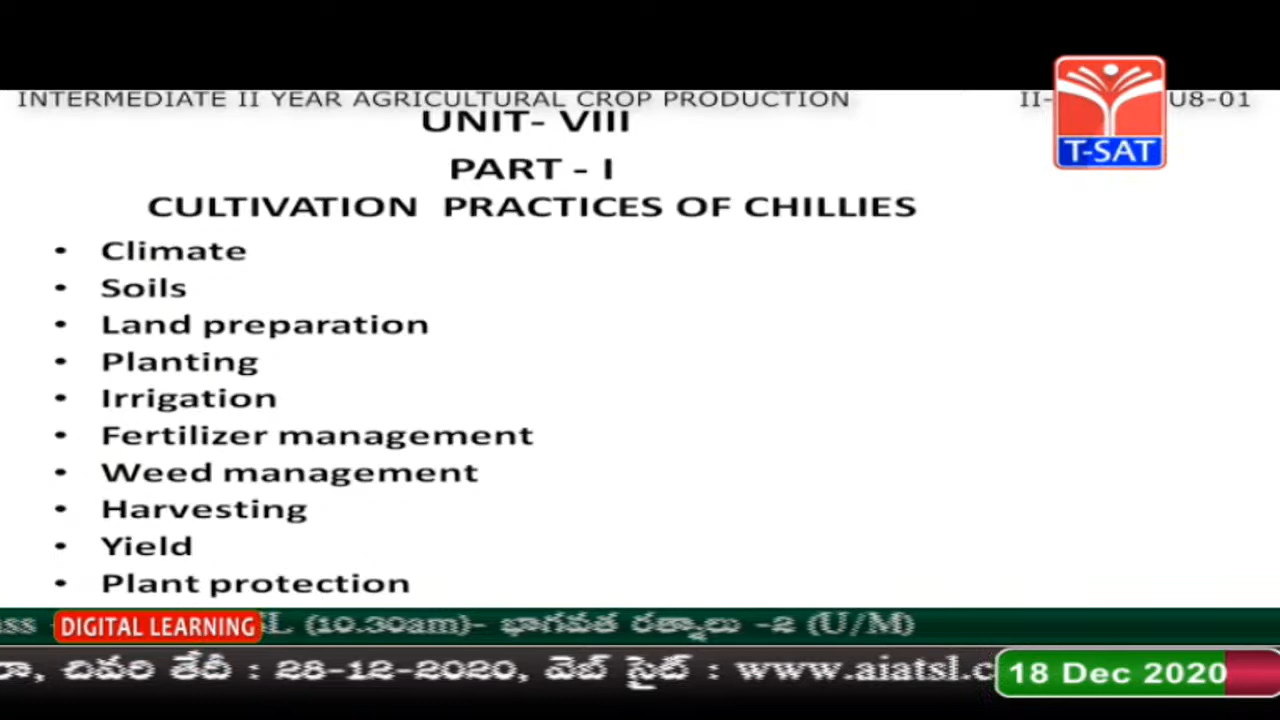 INTERMEDIATE II YEAR AGRICULTURAL CROP PRODUCTION II- U8-01
T-SAT
UNIT- VIII
PART - I
CULTIVATION PRACTICES OF CHILLIES
• Climate
• Soils
• Land preparation
• Planting
• Irrigation
• Fertilizer management
• Weed management
• Harvesting
• Yield
• Plant protection
DIGITAL LEARNING (10.30am)- భాగవత రత్నాలు -2 (U/M)
చివరి తేదీ : 28-12-2020, వెబ్ సైట్ : www.aiatsl.c
18 Dec 2020